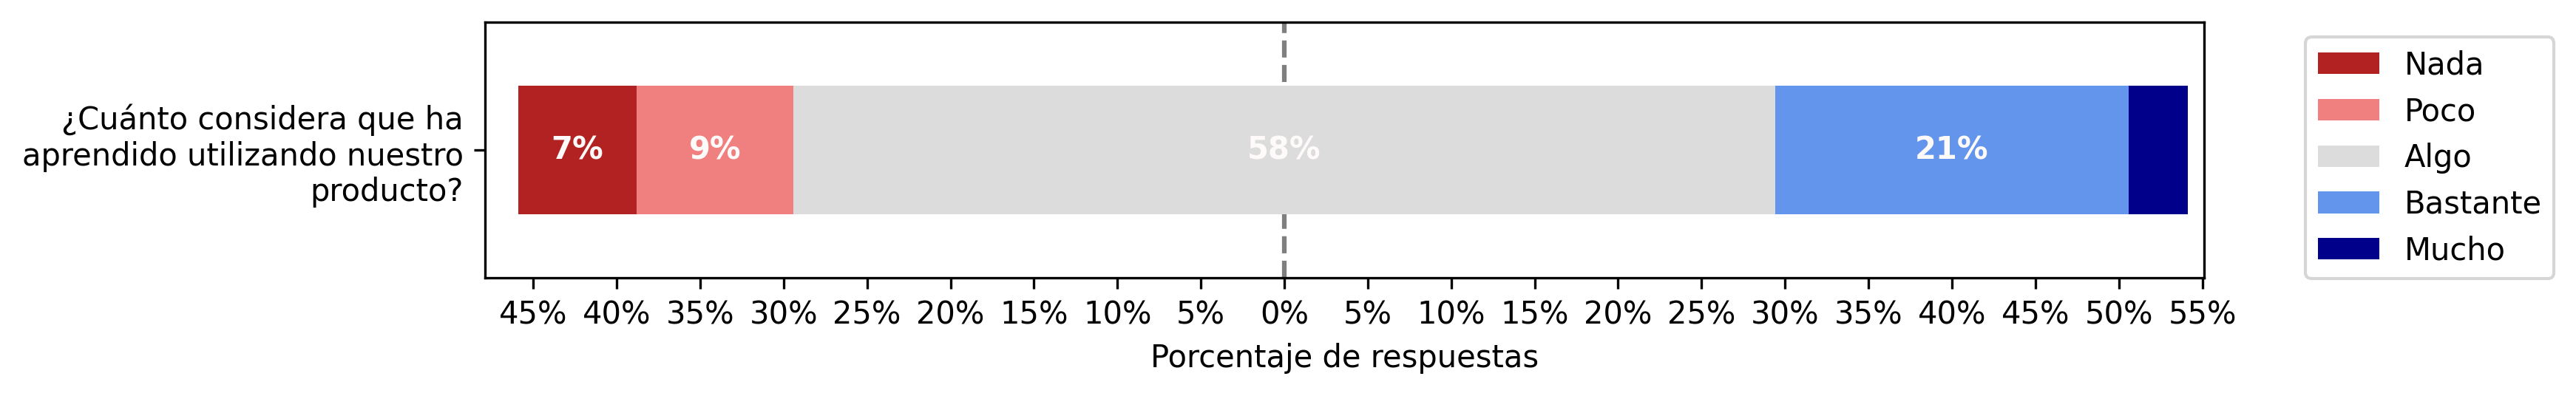 ¿Cuánto considera que ha
aprendido utilizando nuestro
producto?
7%
9%
58%
21%
45%
40%
35%
30%
25%
20%
15%
10%
5%
0%
5%
10%
15%
20%
25%
30%
35%
40%
45%
50%
55%
Porcentaje de respuestas
Nada
Poco
Algo
Bastante
Mucho